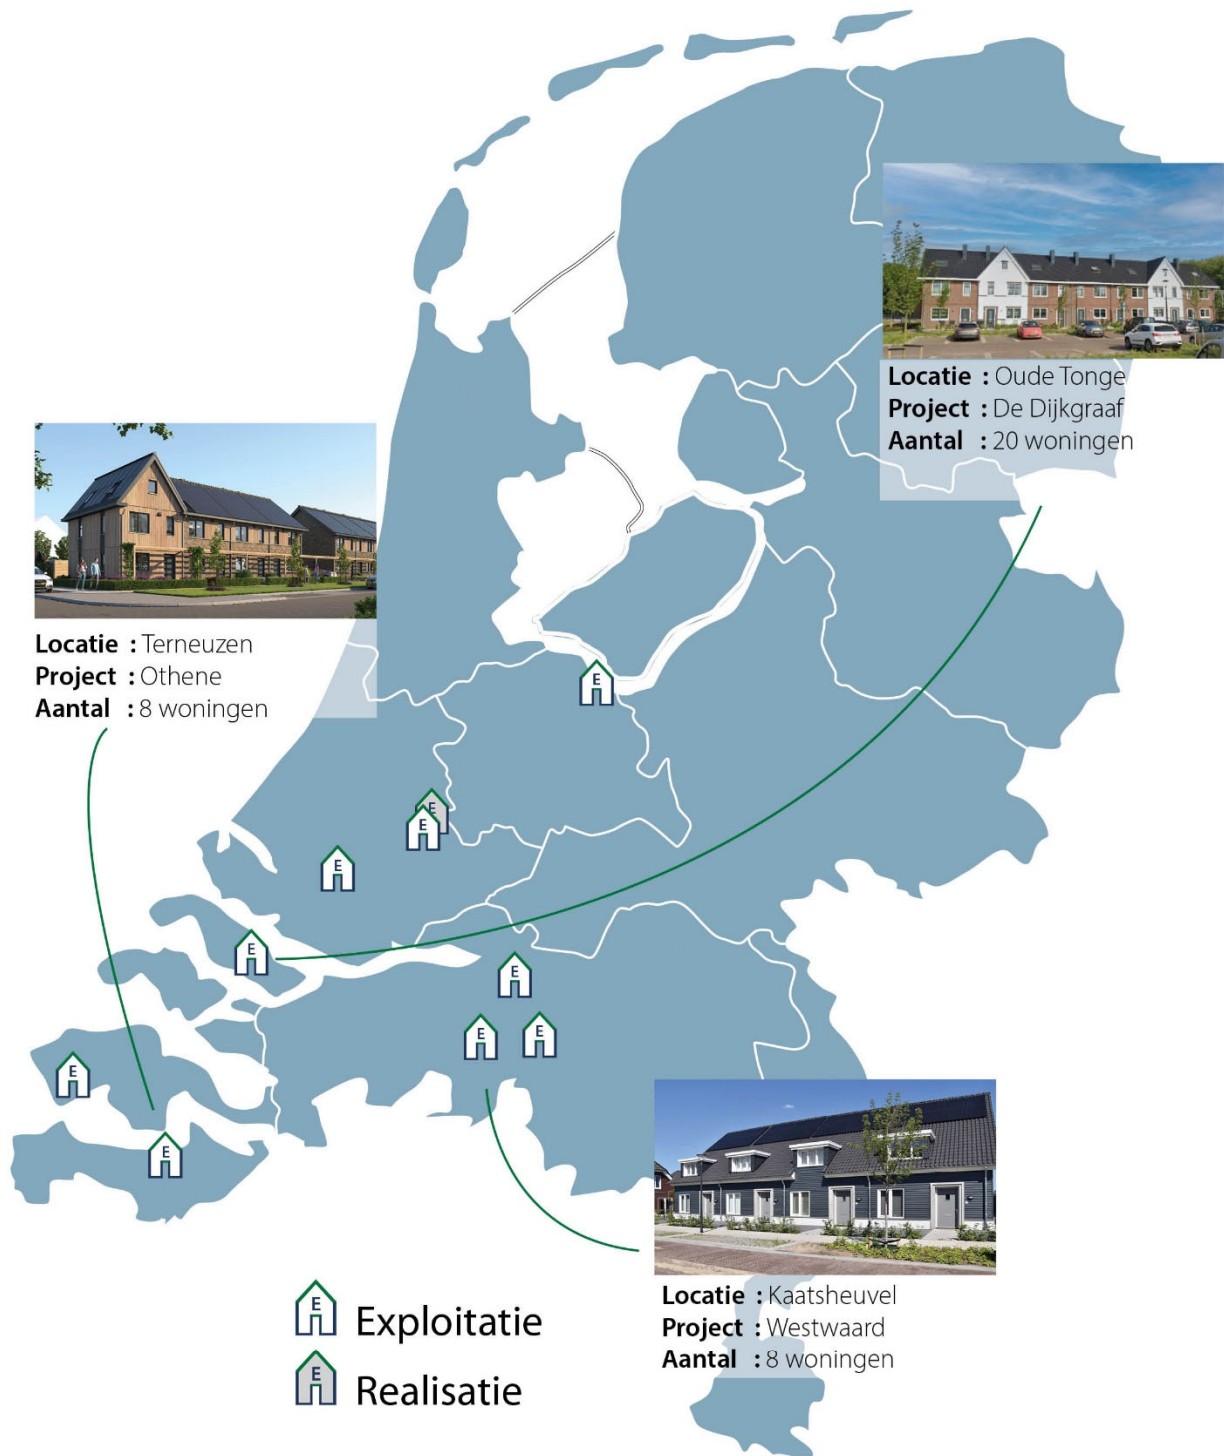 Locatie : Oude Tonge
Project : De Dijkgraaf
Aantal : 20 woningen
Locatie : Terneuzen
Project : Othene
Aantal : 8 woningen
E
E
E
E
E
E
E
E
E
E
Locatie : Kaatsheuvel
Project : Westwaard
Aantal : 8 woningen
E Exploitatie
E Realisatie